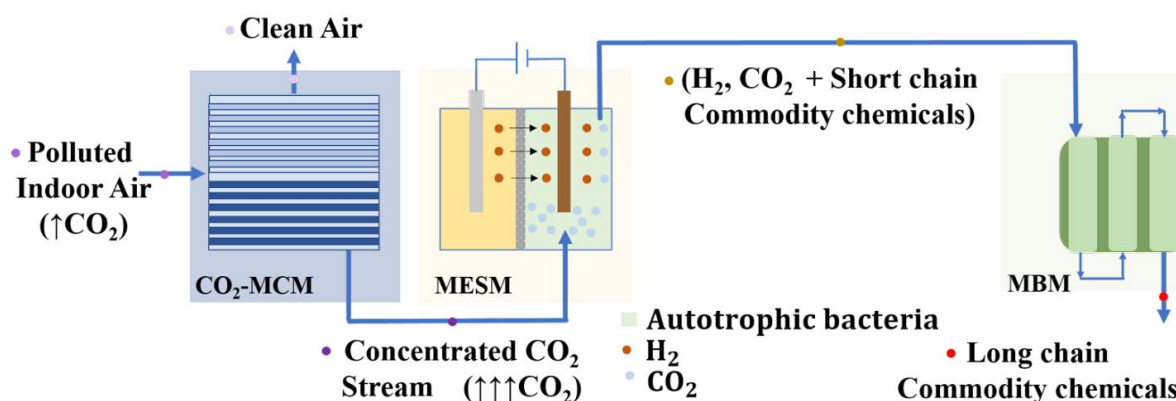 Clean Air
Polluted
Indoor Air
(↑CO₂)
CO₂-MCM
MESM
(H₂, CO₂ + Short chain
Commodity chemicals)
MBM
Concentrated CO₂
Stream (↑↑↑CO₂)
Autotrophic bacteria
H₂
CO₂
Long chain
Commodity chemicals